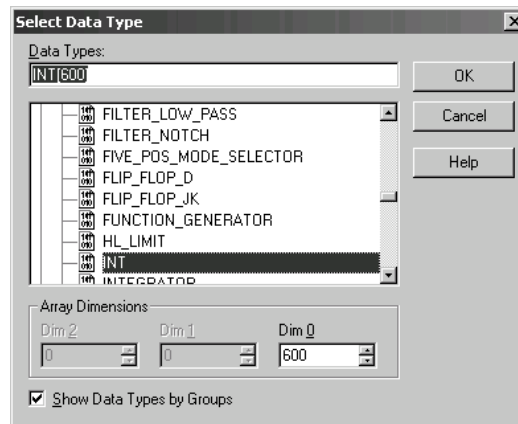 Select Data Type
Data Types:
INT[600]
OK
FILTER_LOW_PASS
FILTER_NOTCH
Cancel
FIVE_POS_MODE_SELECTOR
FLIP_FLOP_D
Help
FLIP_FLOP_JK
FUNCTION_GENERATOR
HL_LIMIT
INT
INTEGRATOR
Array Dimensions
Dim 2 Dim 1 Dim 0
0 0 600
Show Data Types by Groups